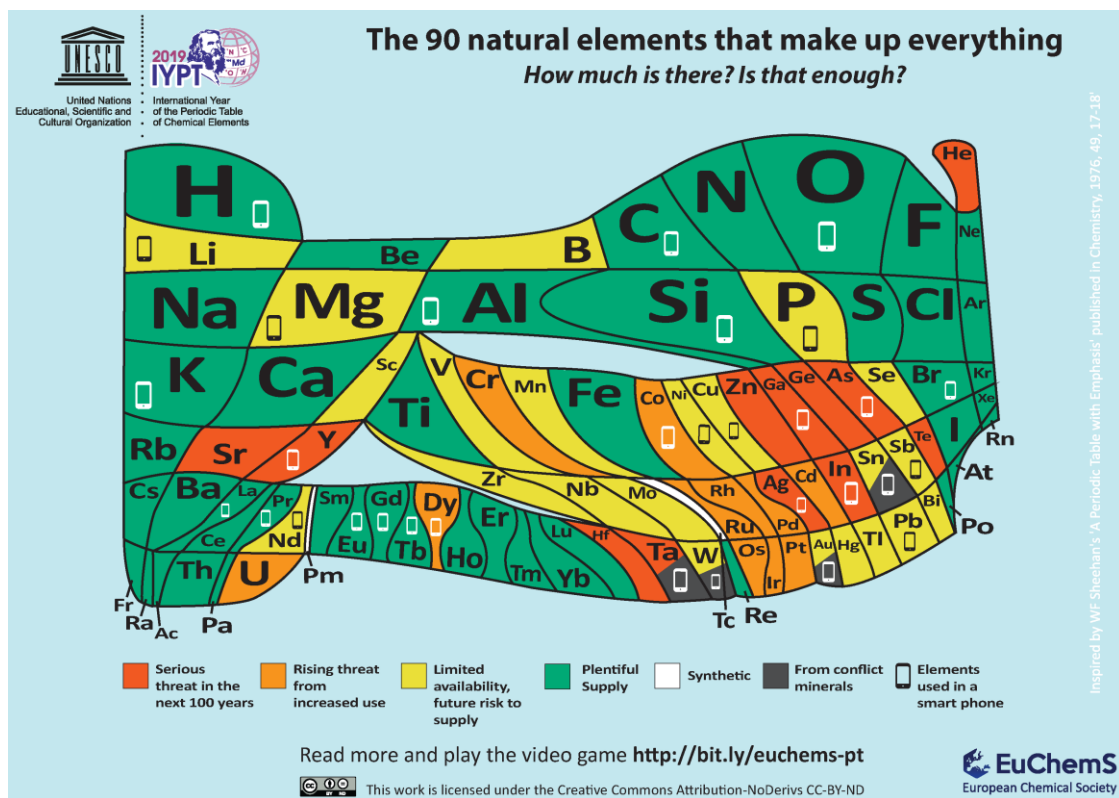 UNESCO
United Nations
Educational, Scientific and
Cultural Organization
2019
IYPT
International Year
of the Periodic Table
of Chemical Elements
The 90 natural elements that make up everything
How much is there? Is that enough?
H
He
Li
Be
B
C
N
O
F
Ne
Na
Mg
Al
Si
P
S
Cl
Ar
K
Ca
Sc
Ti
V
Cr
Mn
Fe
Co
Ni
Cu
Zn
Ga
Ge
As
Se
Br
Kr
Rb
Sr
Y
Zr
Nb
Mo
Tc
Ru
Rh
Pd
Ag
Cd
In
Sn
Sb
Te
I
Xe
Cs
Ba
La
Ce
Pr
Nd
Pm
Sm
Eu
Gd
Tb
Dy
Ho
Er
Tm
Yb
Lu
Hf
Ta
W
Re
Os
Ir
Pt
Au
Hg
Tl
Pb
Bi
Po
At
Rn
Fr
Ra
Ac
Th
Pa
U
Serious
threat in the
next 100 years
Rising threat
from
increased use
Limited
availability,
future risk to
supply
Plentiful
Supply
Synthetic
From conflict
minerals
Elements
used in a
smart phone
Read more and play the video game http://bit.ly/euchems-pt
This work is licensed under the Creative Commons Attribution-NoDerivs CC-BY-ND
EuChemS
European Chemical Society
Inspired by WF Sheehan's 'A Periodic Table with Emphasis' published in Chemistry, 1976, 49, 17-18'